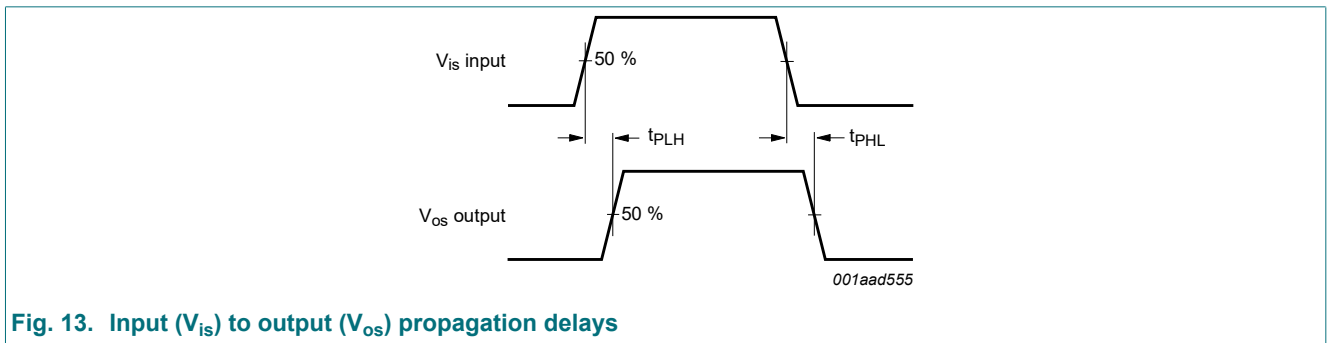 Vis input
50 %
tPLH
tPHL
Vos output
50 %
001aad555
Fig. 13. Input (Vis) to output (Vos) propagation delays